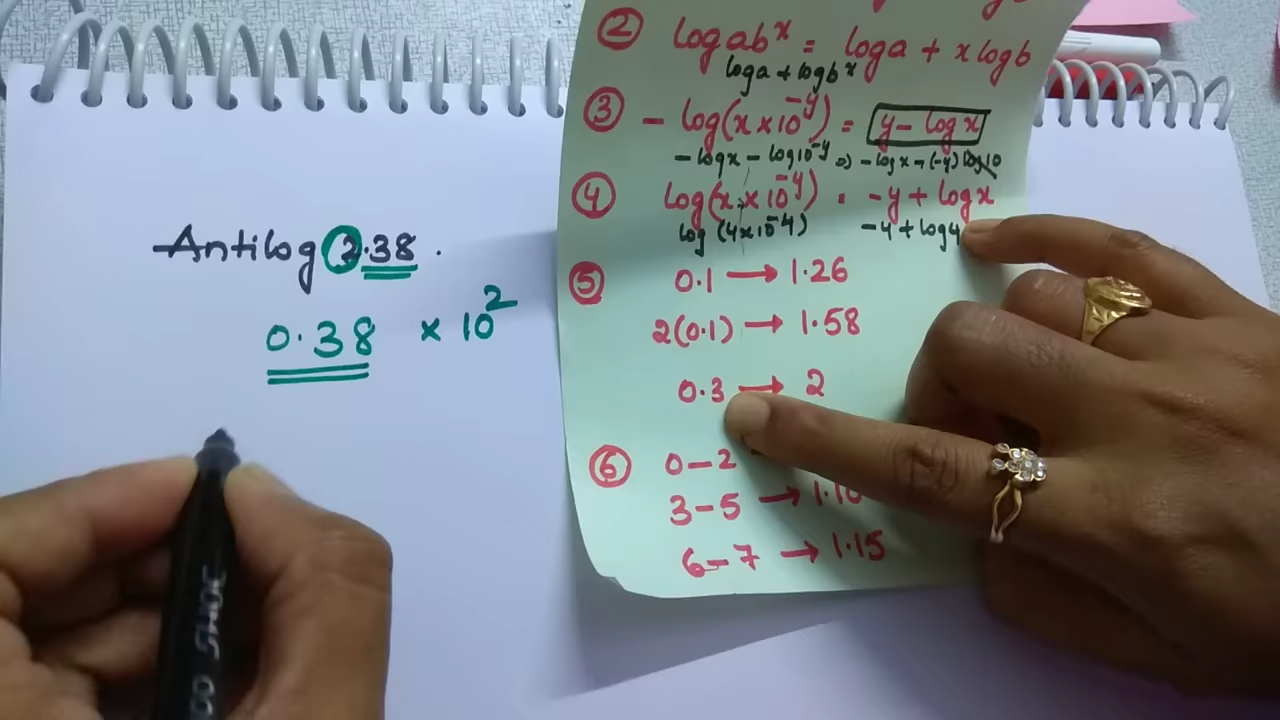 Antilog 2.38.
0.38 × 10²
② log ab^x = log a + x log b
log a + log b^x
③ - log (x × 10^-y) = y - log x
- log x - log 10^-y ⇒ - log x - (-y) log 10
④ log (x × 10^-y) = -y + log x
log (4 × 10^-4) -4 + log 4
⑤ 0.1 → 1.26
2(0.1) → 1.58
0.3 → 2
⑥ 0 - 2
3 - 5 → 1.10
6 - 7 → 1.15